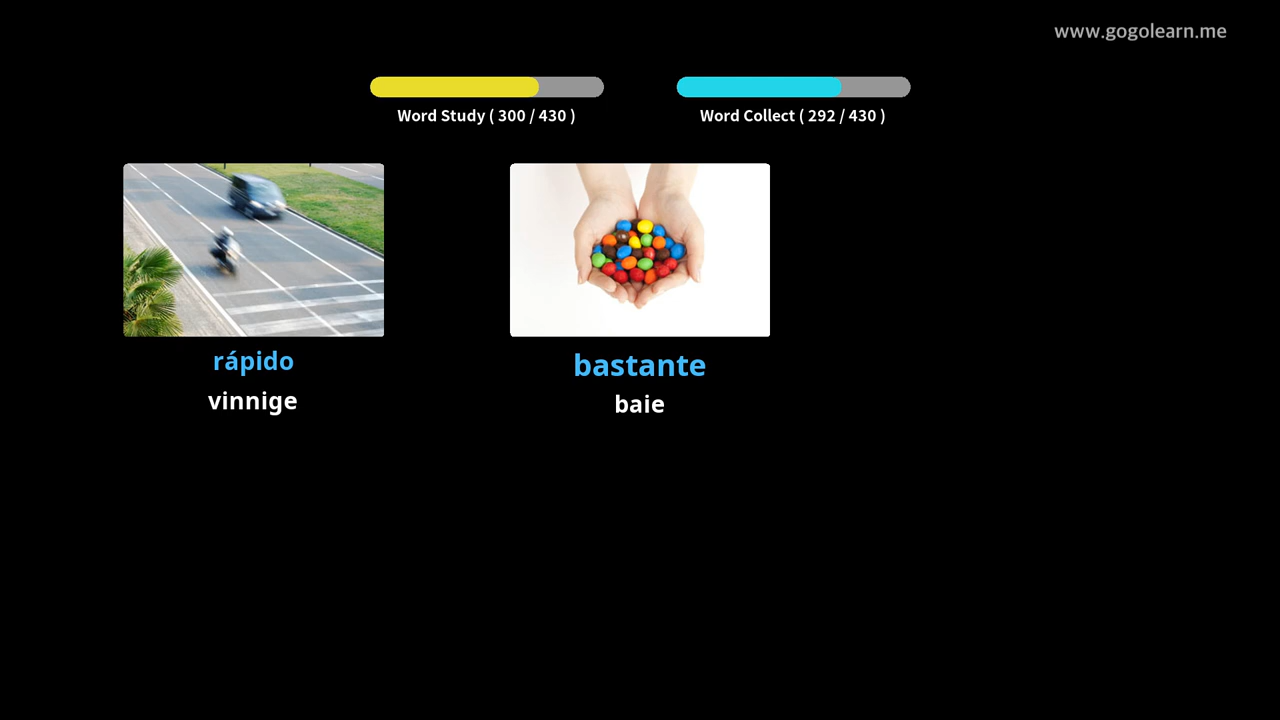 www.gogolearn.me
Word Study ( 300 / 430 )
Word Collect ( 292 / 430 )
rápido
vinnige
bastante
baie